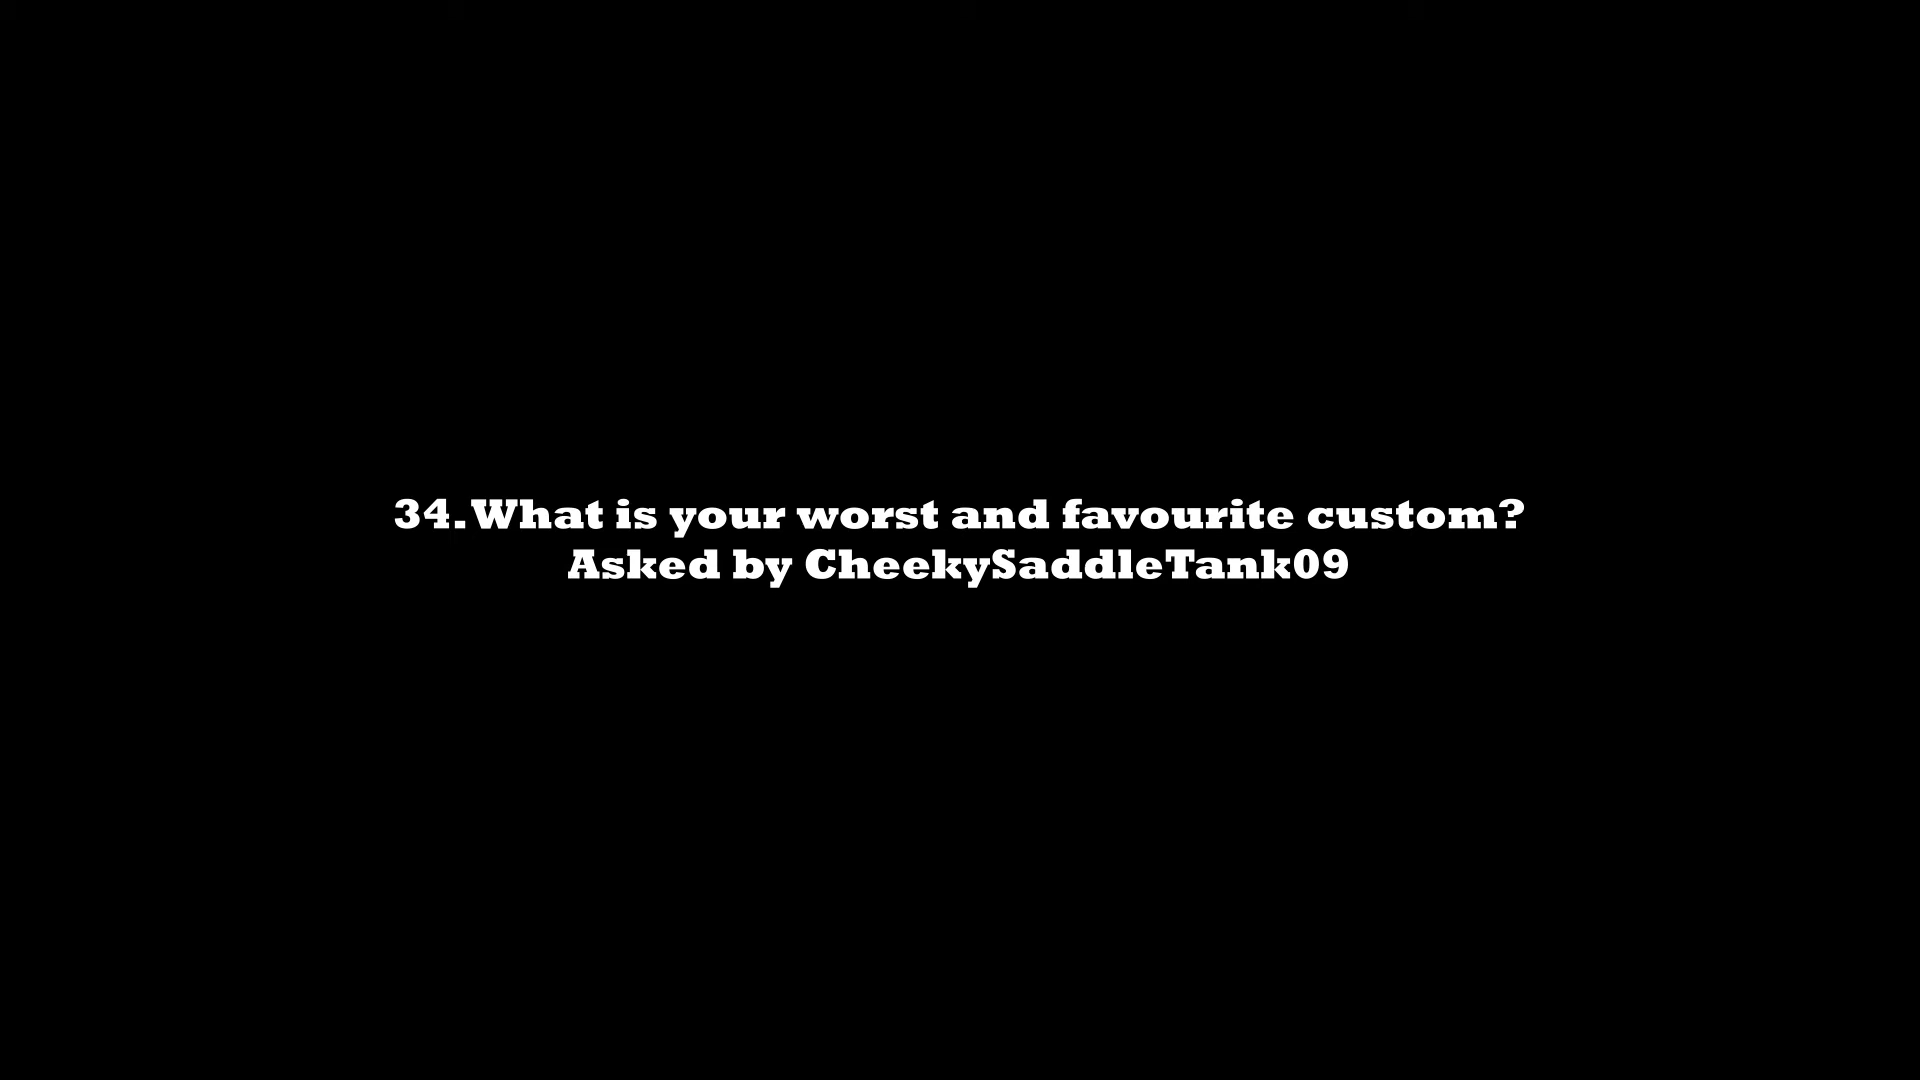 34.What is your worst and favourite custom?
Asked by CheekySaddleTank09